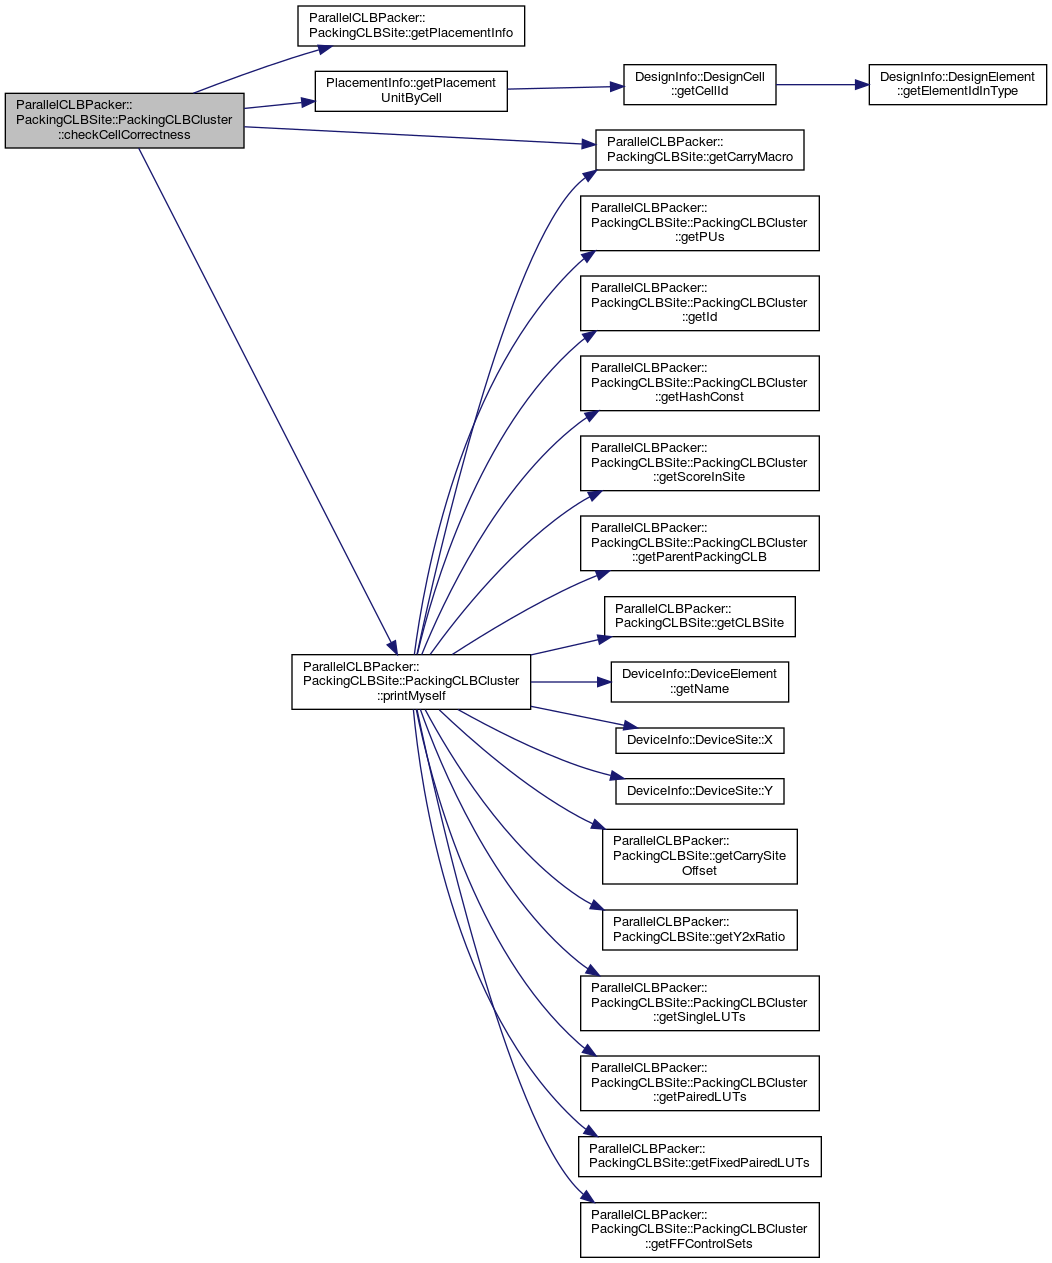 ParallelCLBPacker::
PackingCLBSite::getPlacementInfo
PlacementInfo::getPlacement
UnitByCell
DesignInfo::DesignCell
::getCellId
DesignInfo::DesignElement
::getElementIdInType
ParallelCLBPacker::
PackingCLBSite::PackingCLBCluster
::checkCellCorrectness
ParallelCLBPacker::
PackingCLBSite::getCarryMacro
ParallelCLBPacker::
PackingCLBSite::PackingCLBCluster
::getPUs
ParallelCLBPacker::
PackingCLBSite::PackingCLBCluster
::getId
ParallelCLBPacker::
PackingCLBSite::PackingCLBCluster
::getHashConst
ParallelCLBPacker::
PackingCLBSite::PackingCLBCluster
::getScoreInSite
ParallelCLBPacker::
PackingCLBSite::PackingCLBCluster
::getParentPackingCLB
ParallelCLBPacker::
PackingCLBSite::getCLBSite
ParallelCLBPacker::
PackingCLBSite::PackingCLBCluster
::printMyself
DeviceInfo::DeviceElement
::getName
DeviceInfo::DeviceSite::X
DeviceInfo::DeviceSite::Y
ParallelCLBPacker::
PackingCLBSite::getCarrySite
Offset
ParallelCLBPacker::
PackingCLBSite::getY2xRatio
ParallelCLBPacker::
PackingCLBSite::PackingCLBCluster
::getSingleLUTs
ParallelCLBPacker::
PackingCLBSite::PackingCLBCluster
::getPairedLUTs
ParallelCLBPacker::
PackingCLBSite::getFixedPairedLUTs
ParallelCLBPacker::
PackingCLBSite::PackingCLBCluster
::getFFControlSets